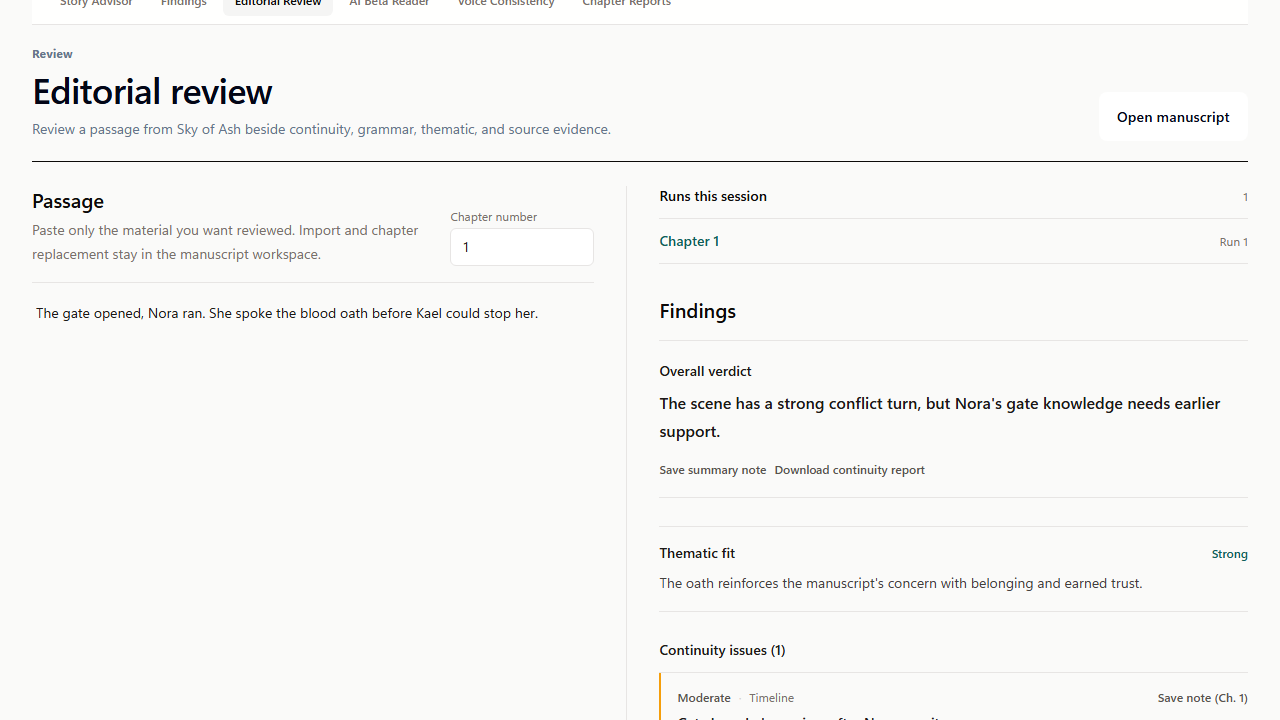 Story Advisor Findings Editorial Review AI Beta Reader Voice Consistency Chapter Reports
Review
Editorial review
Review a passage from Sky of Ash beside continuity, grammar, thematic, and source evidence.
Open manuscript
Passage
Paste only the material you want reviewed. Import and chapter
replacement stay in the manuscript workspace.
Chapter number
1
The gate opened, Nora ran. She spoke the blood oath before Kael could stop her.
Runs this session 1
Chapter 1 Run 1
Findings
Overall verdict
The scene has a strong conflict turn, but Nora's gate knowledge needs earlier
support.
Save summary note Download continuity report
Thematic fit Strong
The oath reinforces the manuscript's concern with belonging and earned trust.
Continuity issues (1)
Moderate · Timeline Save note (Ch. 1)